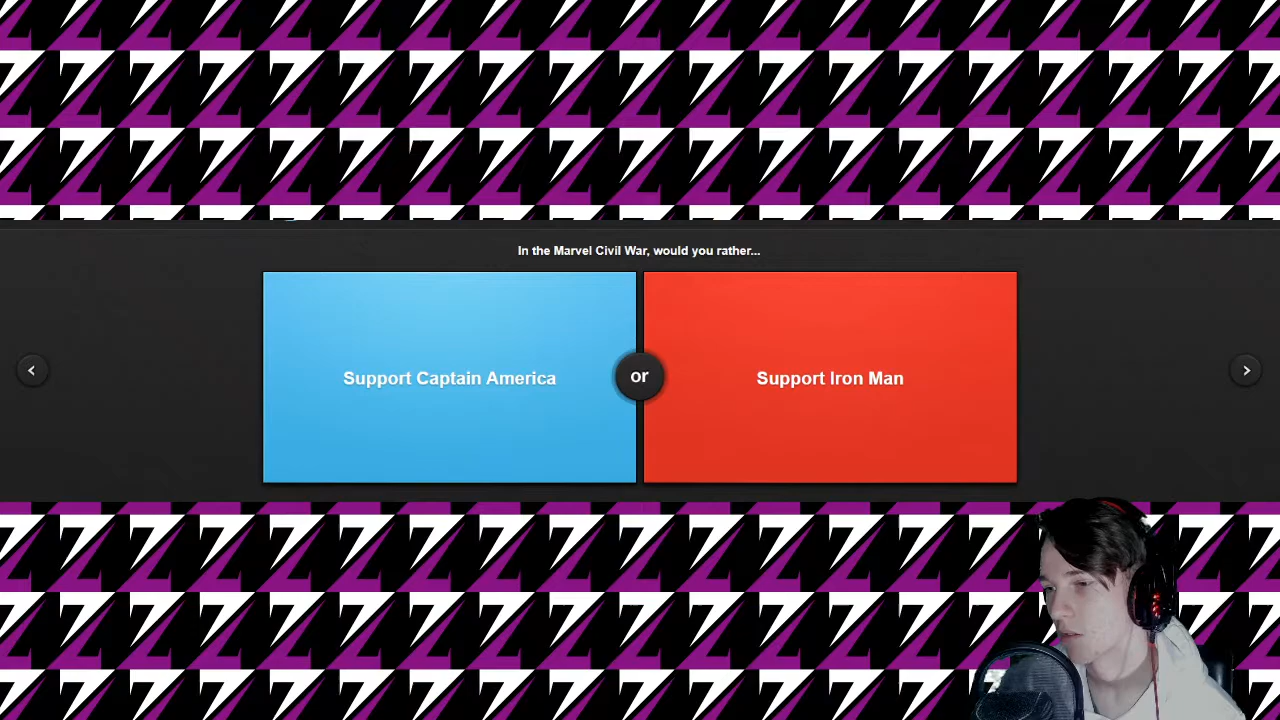 In the Marvel Civil War, would you rather...
Support Captain America
or
Support Iron Man